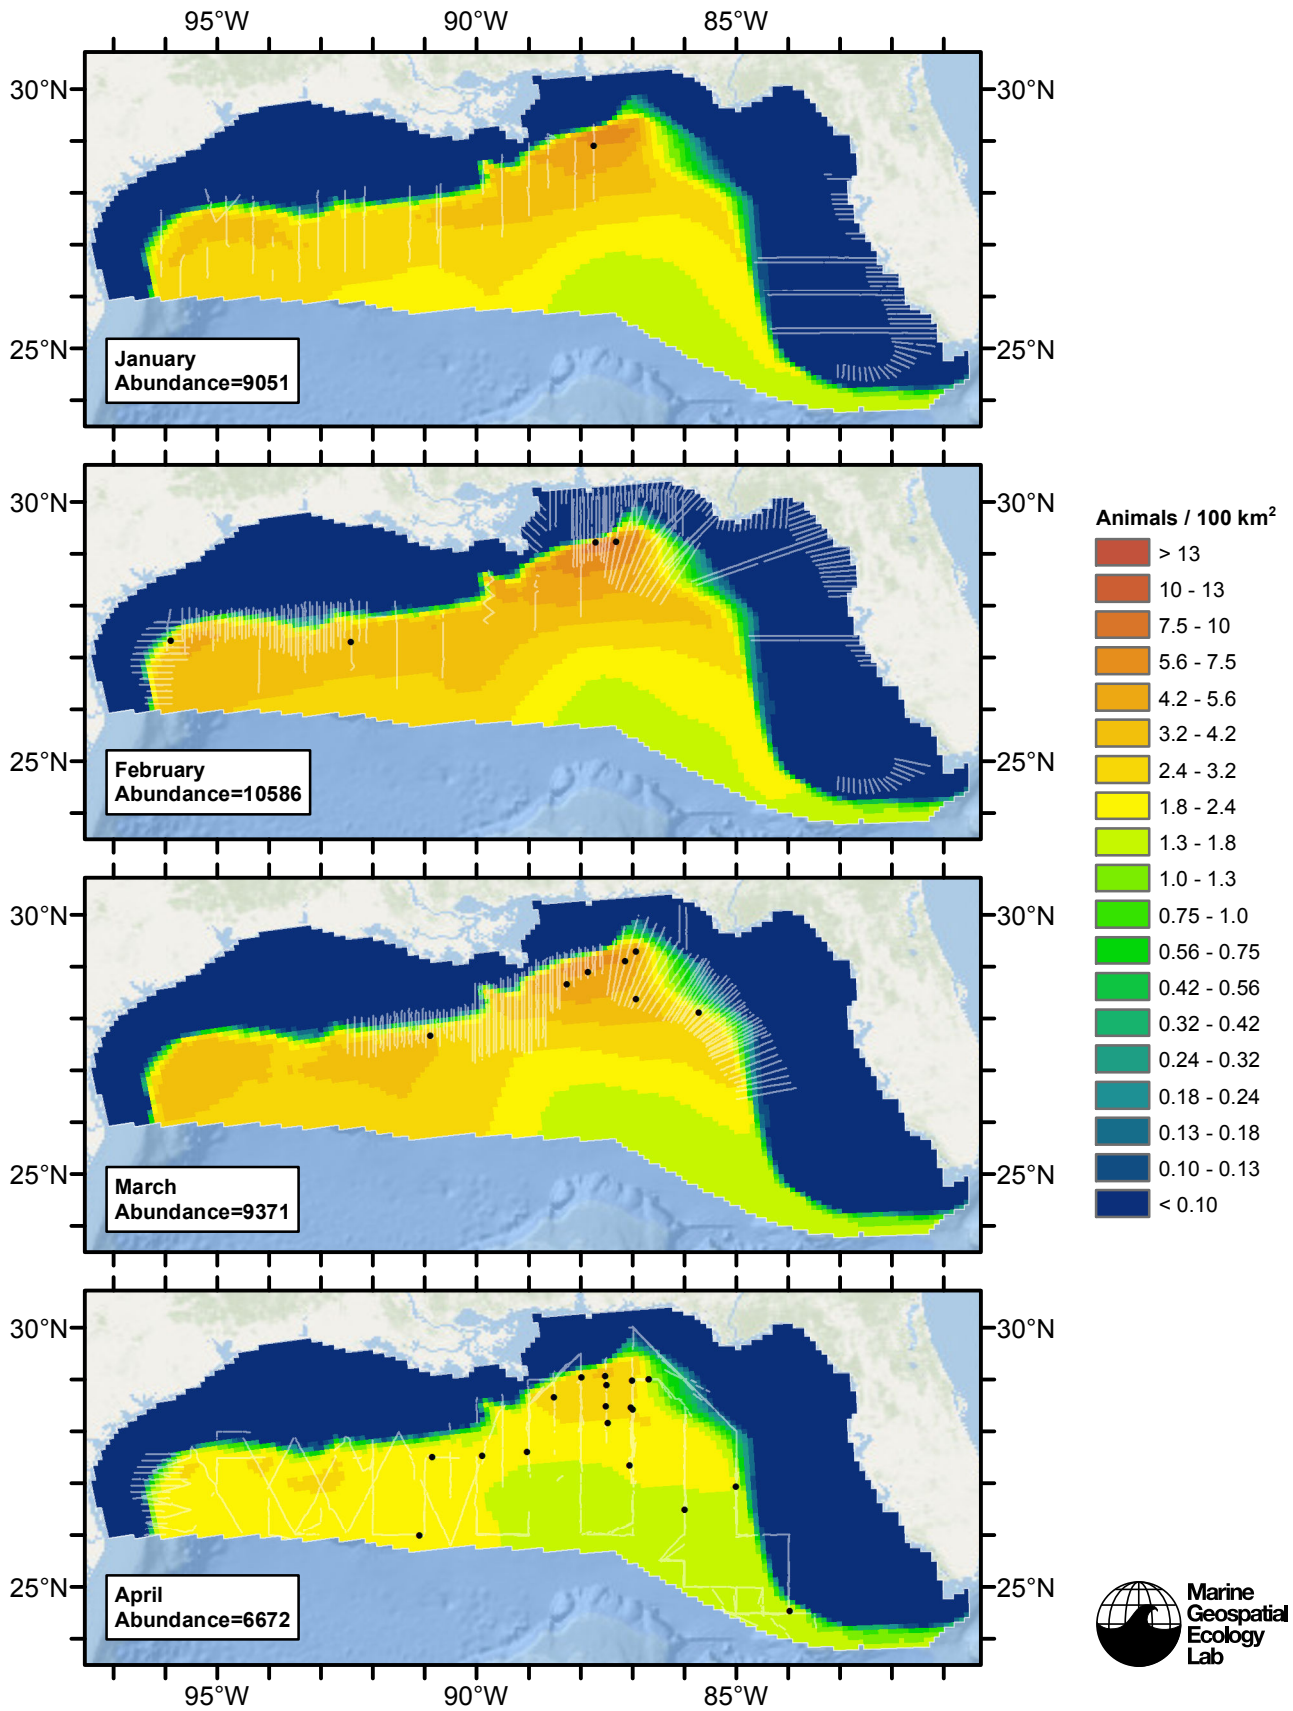 95°W 90°W 85°W
30°N 30°N
25°N 25°N
January
Abundance=9051
30°N 30°N
25°N 25°N
February
Abundance=10586
Animals / 100 km²
> 13
10 - 13
7.5 - 10
5.6 - 7.5
4.2 - 5.6
3.2 - 4.2
2.4 - 3.2
1.8 - 2.4
1.3 - 1.8
1.0 - 1.3
0.75 - 1.0
0.56 - 0.75
0.42 - 0.56
0.32 - 0.42
0.24 - 0.32
0.18 - 0.24
0.13 - 0.18
0.10 - 0.13
< 0.10
30°N 30°N
25°N 25°N
March
Abundance=9371
30°N 30°N
25°N 25°N
April
Abundance=6672
95°W 90°W 85°W
Marine
Geospatial
Ecology
Lab